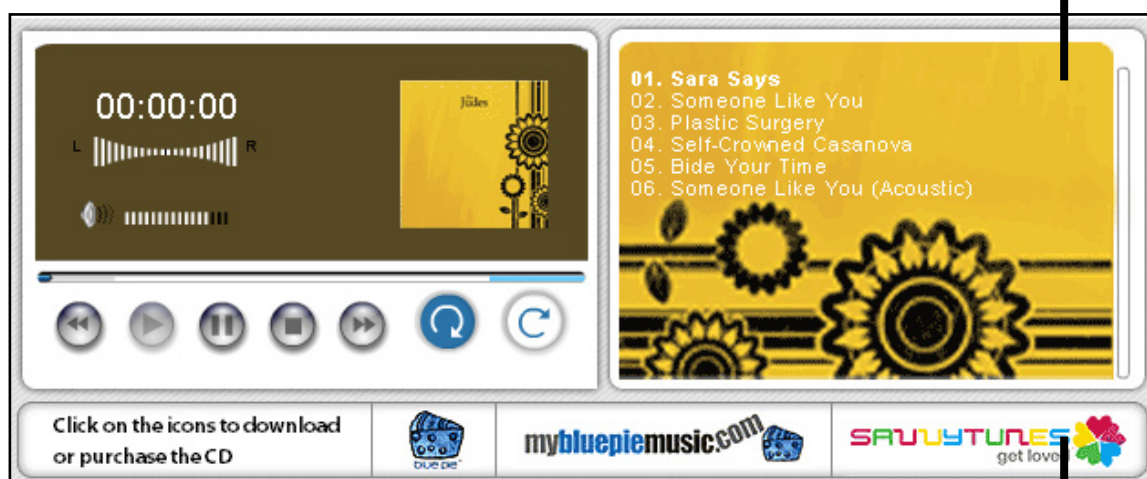 00:00:00
L R
The Judes
01. Sara Says
02. Someone Like You
03. Plastic Surgery
04. Self-Crowned Casanova
05. Bide Your Time
06. Someone Like You (Acoustic)
Click on the icons to download
or purchase the CD
blue pie
mybluepiemusic.com
SAVVYTUNES
get loved